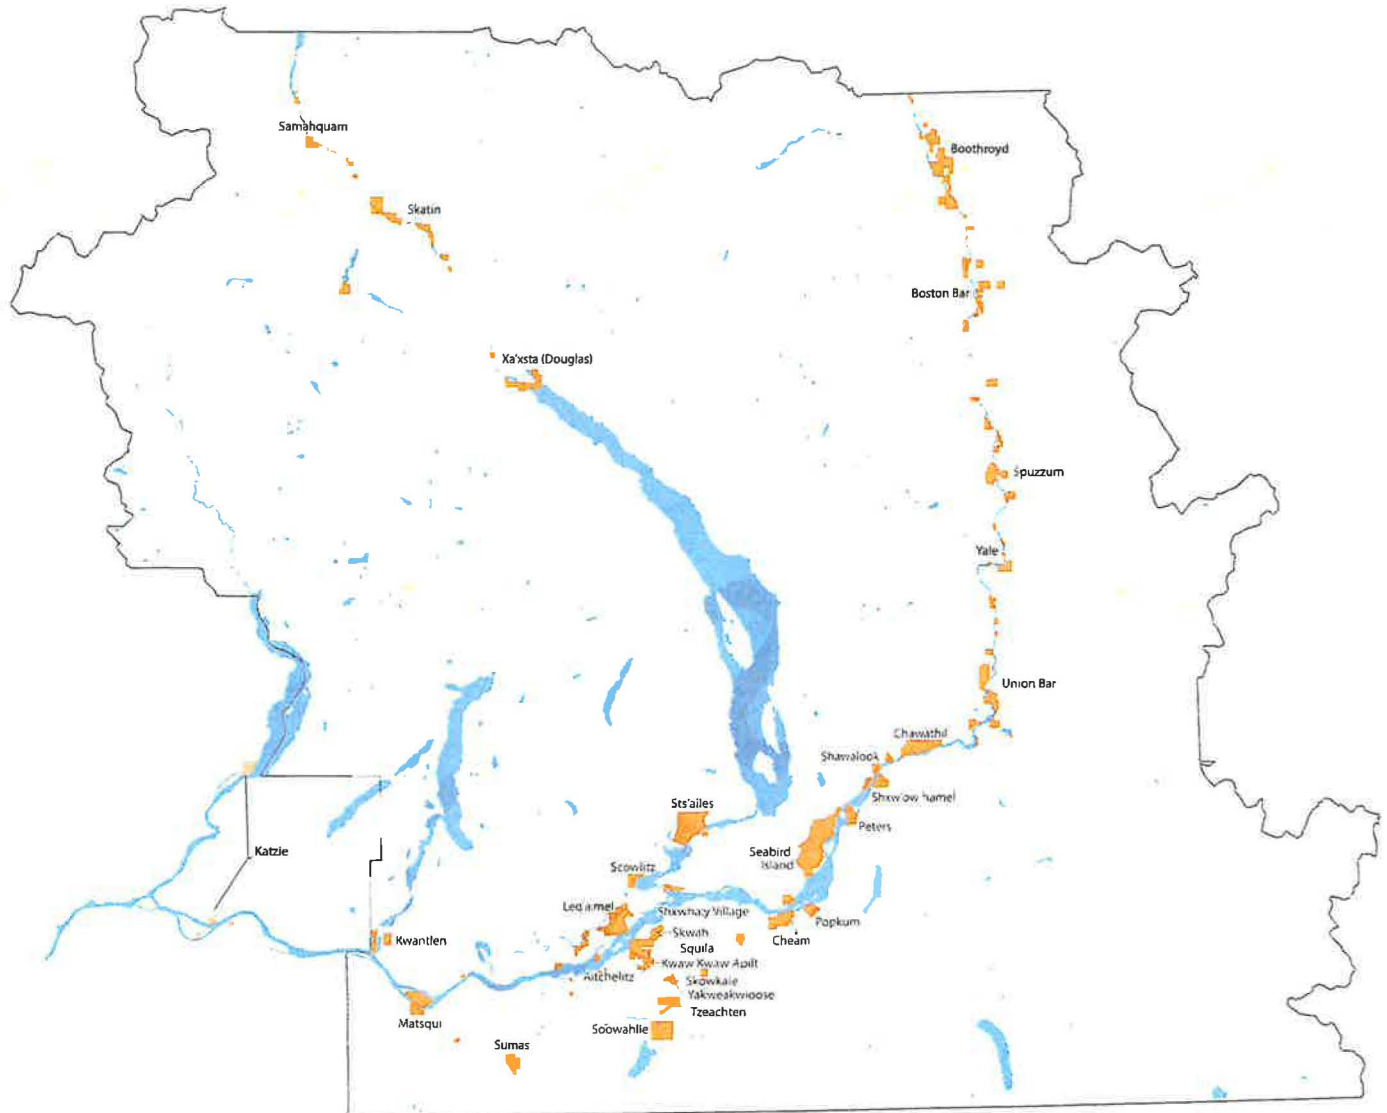 Samahquam
Boothroyd
Skatin
Boston Bar
Xa'xsta (Douglas)
Spuzzum
Yale
Union Bar
Chawathil
Shawalook
Shxw'ow hamel
Sts'ailes
Peters
Seabird
Island
Katzie
Scowlitz
Leq'a:mel
Shxwha:y Village
Popkum
Skwah
Cheam
Kwantlen
Squila
Kwaw Kwaw Apilt
Aitchelitz
Skowkale
Yakweakwioose
Tzeachten
Matsqui
Soowahlie
Sumas